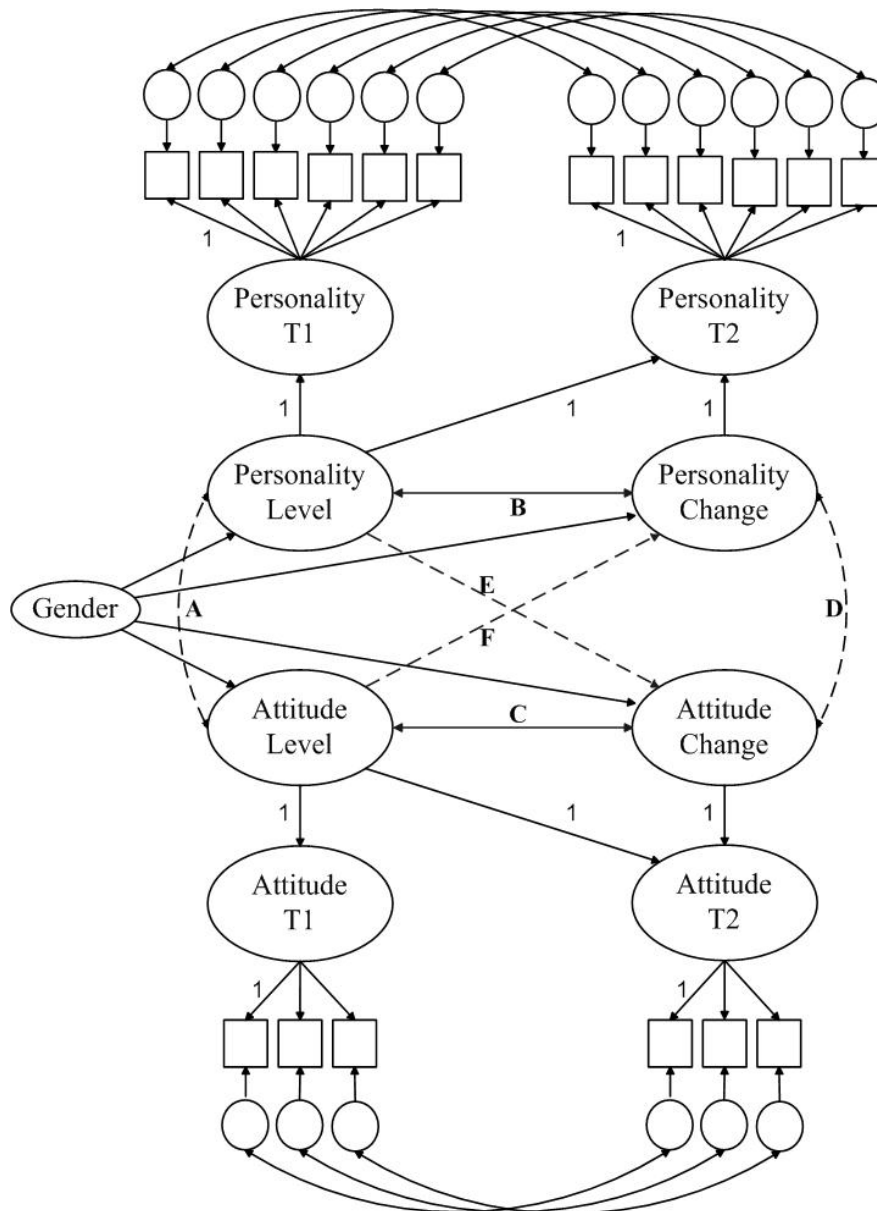 1
1
Personality
T1
Personality
T2
1
1
1
Personality
Level
B
Personality
Change
Gender
A
E
F
D
Attitude
Level
C
Attitude
Change
1
1
1
Attitude
T1
Attitude
T2
1
1